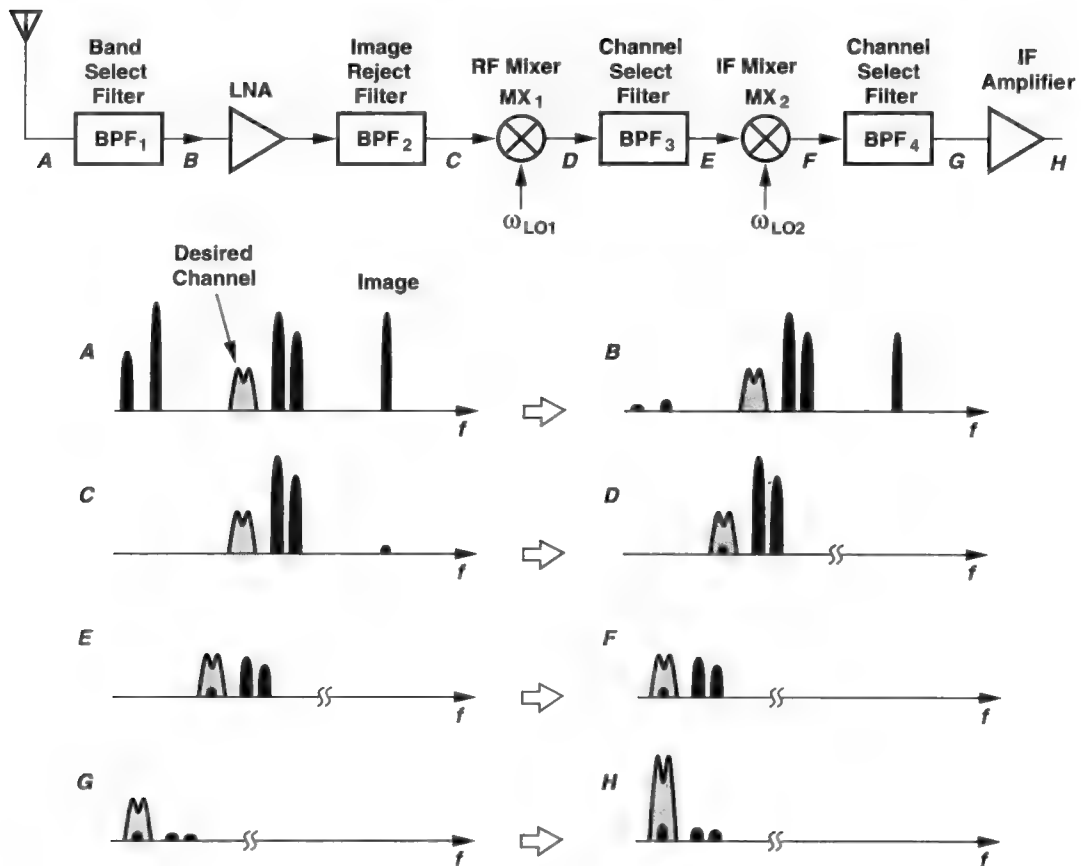 Band
Select
Filter
BPF1
LNA
Image
Reject
Filter
BPF2
RF Mixer
MX1
Channel
Select
Filter
BPF3
IF Mixer
MX2
Channel
Select
Filter
BPF4
IF
Amplifier
A
B
C
D
E
F
G
H
ωLO1
ωLO2
Desired
Channel
Image
A
f
B
f
C
f
D
f
E
f
F
f
G
f
H
f